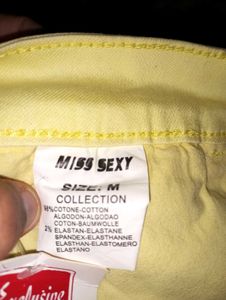 MISS SEXY
SIZE: M
COLLECTION
98%COTONE-COTTON
ALGODON-ALGODAO
COTON-BAUMWOLLE
2% ELASTAN-ELASTANE
SPANDEX-ELASTHANNE
ELASTHAN-ELASTOMERO
ELASTANO
Exclusive